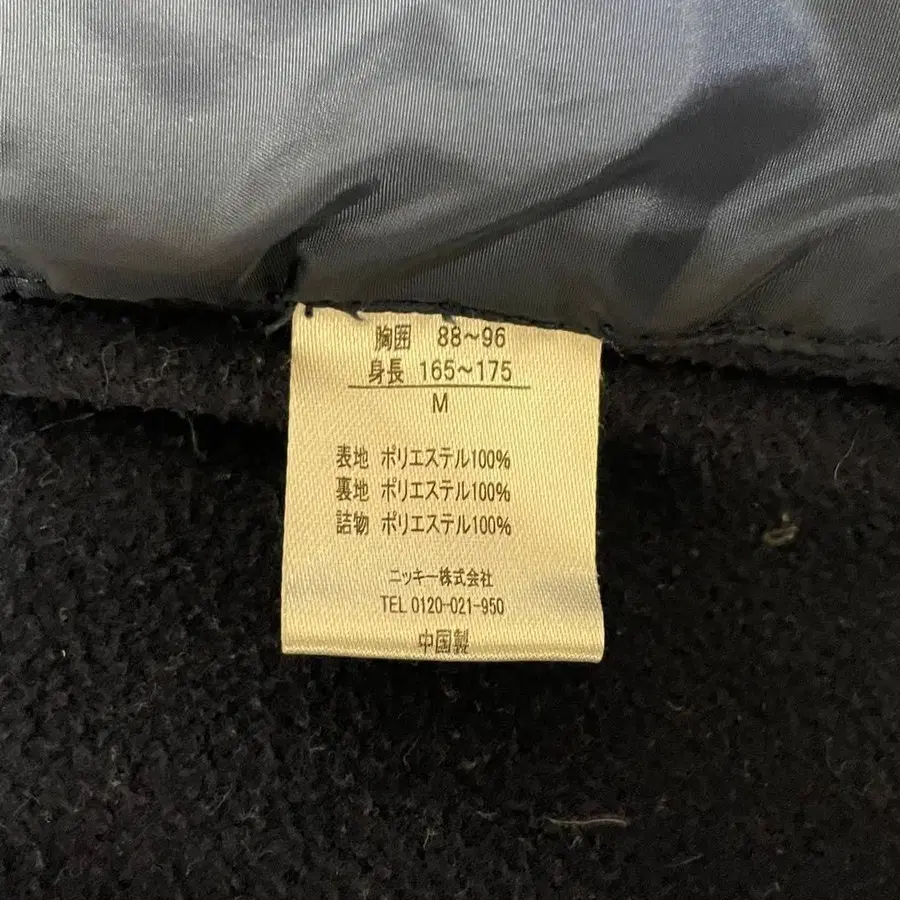 胸囲 88～96
身長 165～175
M
表地 ポリエステル100%
裏地 ポリエステル100%
詰物 ポリエステル100%
ニッキー株式会社
TEL 0120-021-950
中国製